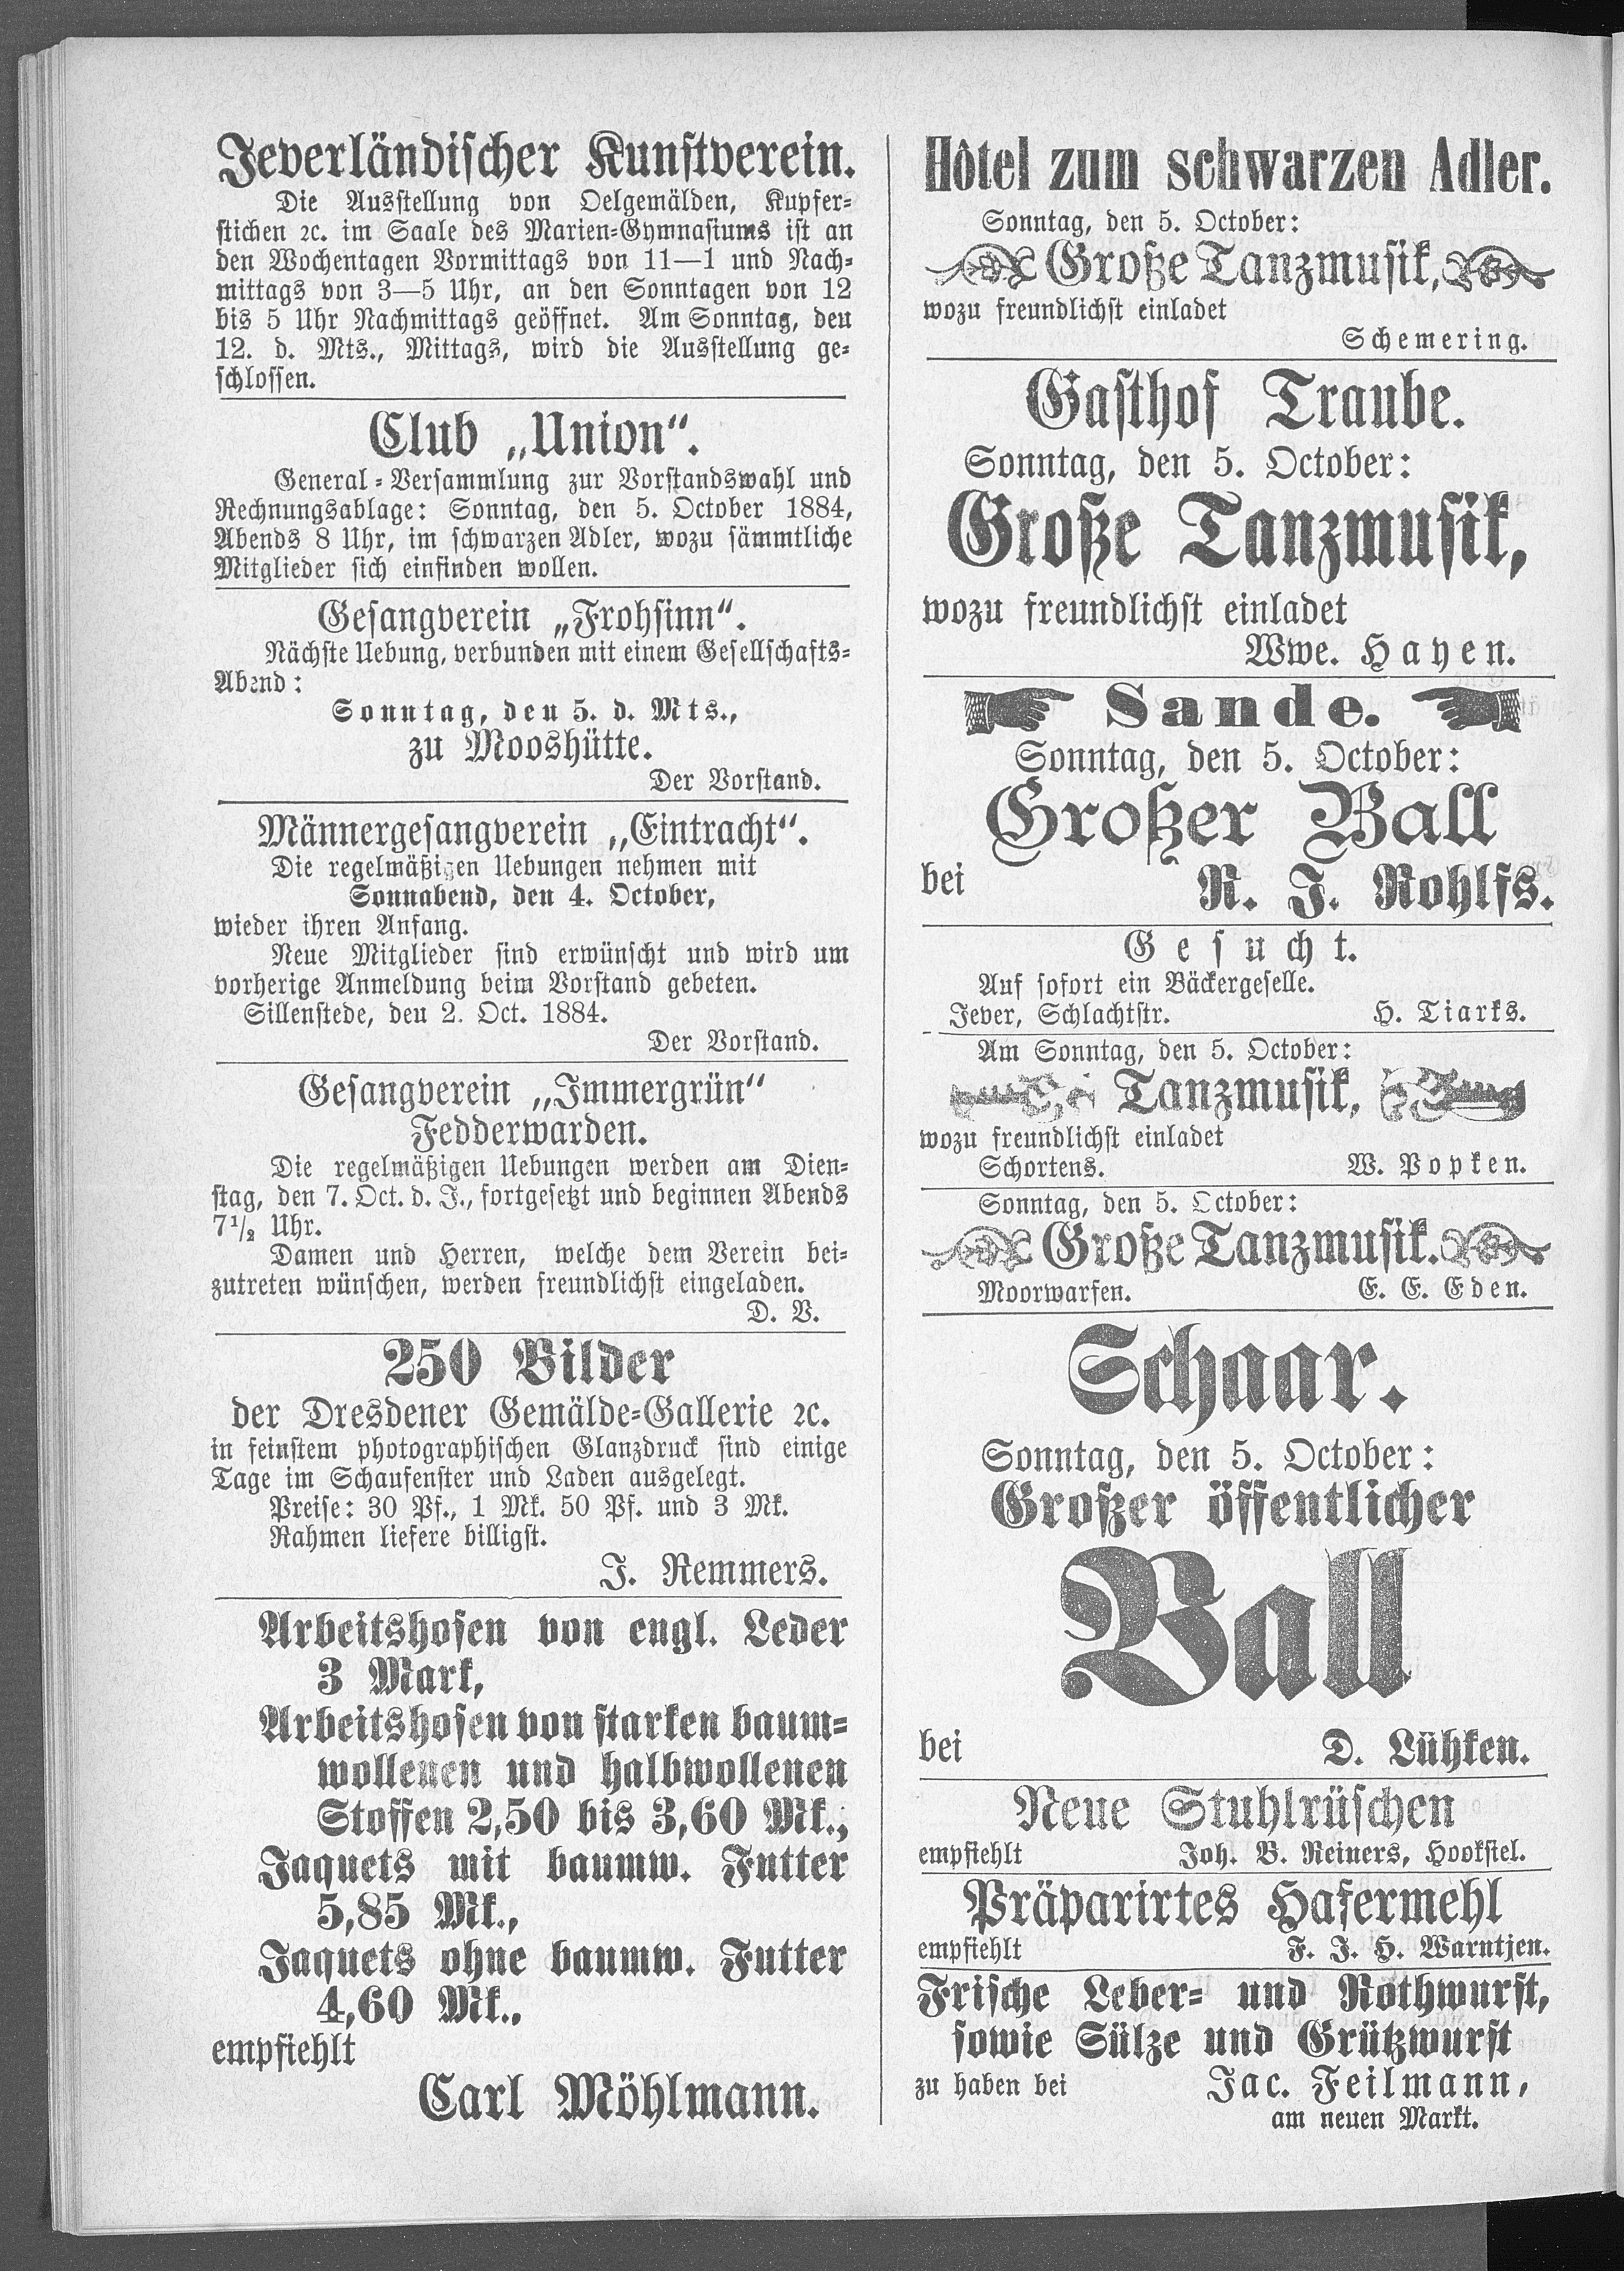 Jeverländischer Kunstverein.
Die Ausstellung von Oelgemälden, Kupfer-
stichen ꝛc. im Saale des Marien-Gymnasiums ist an
den Wochentagen Vormittags von 11—1 und Nach-
mittags von 3—5 Uhr, an den Sonntagen von 12
bis 5 Uhr Nachmittags geöffnet. Am Sonntag, den
12. d. Mts., Mittags, wird die Ausstellung ge-
schlossen.
Club „Union“.
General-Versammlung zur Vorstandswahl und
Rechnungsablage: Sonntag, den 5. October 1884,
Abends 8 Uhr, im schwarzen Adler, wozu sämmtliche
Mitglieder sich einfinden wollen.
Gesangverein „Frohsinn“.
Nächste Uebung, verbunden mit einem Gesellschafts-
Abend:
Sonntag, den 5. d. Mts.,
zu Mooshütte.
Der Vorstand.
Männergesangverein „Eintracht“.
Die regelmäßigen Uebungen nehmen mit
Sonnabend, den 4. October,
wieder ihren Anfang.
Neue Mitglieder sind erwünscht und wird um
vorherige Anmeldung beim Vorstand gebeten.
Sillenstede, den 2. Oct. 1884.
Der Vorstand.
Gesangverein „Immergrün“
Fedderwarden.
Die regelmäßigen Uebungen werden am Dien-
stag, den 7. Oct. d. J., fortgesetzt und beginnen Abends
7½ Uhr.
Damen und Herren, welche dem Verein bei-
zutreten wünschen, werden freundlichst eingeladen.
D. V.
250 Bilder
der Dresdener Gemälde-Gallerie ꝛc.
in feinstem photographischen Glanzdruck sind einige
Tage im Schaufenster und Laden ausgelegt.
Preise: 30 Pf., 1 Mk. 50 Pf. und 3 Mk.
Rahmen liefere billigst.
J. Remmers.
Arbeitshosen von engl. Leder
3 Mark,
Arbeitshosen von starken baum-
wollenen und halbwollenen
Stoffen 2,50 bis 3,60 Mk.,
Jaquets mit baumw. Futter
5,85 Mk.,
Jaquets ohne baumw. Futter
4,60 Mk.,
empfiehlt
Carl Möhlmann.
Hôtel zum schwarzen Adler.
Sonntag, den 5. October:
Große Tanzmusik,
wozu freundlichst einladet
Schemering.
Gasthof Traube.
Sonntag, den 5. October:
Große Tanzmusik,
wozu freundlichst einladet
Wwe. Hayen.
Sande.
Sonntag, den 5. October:
Großer Ball
bei R. J. Rohlfs.
Gesucht.
Auf sofort ein Bäckergeselle.
Jever, Schlachtstr. H. Tiarks.
Am Sonntag, den 5. October:
Tanzmusik,
wozu freundlichst einladet
Schortens. W. Popken.
Sonntag, den 5. October:
Große Tanzmusik.
Moorwarfen. E. E. Eden.
Schaar.
Sonntag, den 5. October:
Großer öffentlicher
Ball
bei D. Lühken.
Neue Stuhlrüschen
empfiehlt Joh. B. Reiners, Hooksiel.
Präparirtes Hafermehl
empfiehlt F. J. H. Warntjen.
Frische Leber- und Rothwurst,
sowie Sülze und Grützwurst
zu haben bei Jac. Feilmann,
am neuen Markt.